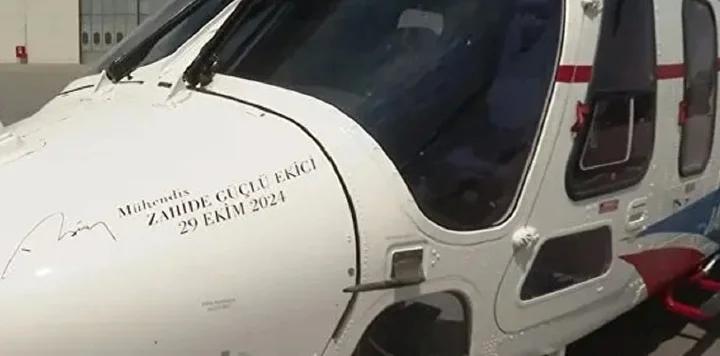 Mühendis
ZAHİDE GÜÇLÜ EKİCİ
29 EKİM 2024